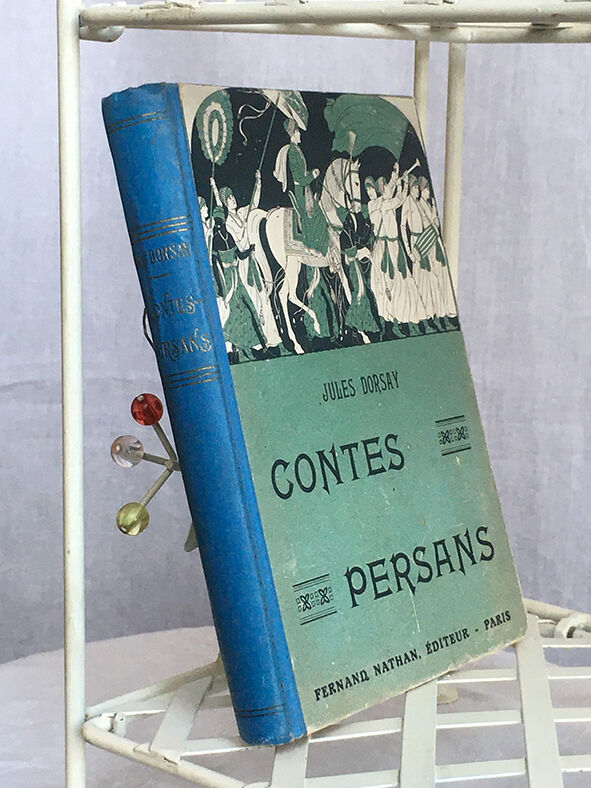 DORSAY
CONTES
PERSANS
JULES DORSAY
CONTES
PERSANS
FERNAND NATHAN, ÉDITEUR - PARIS